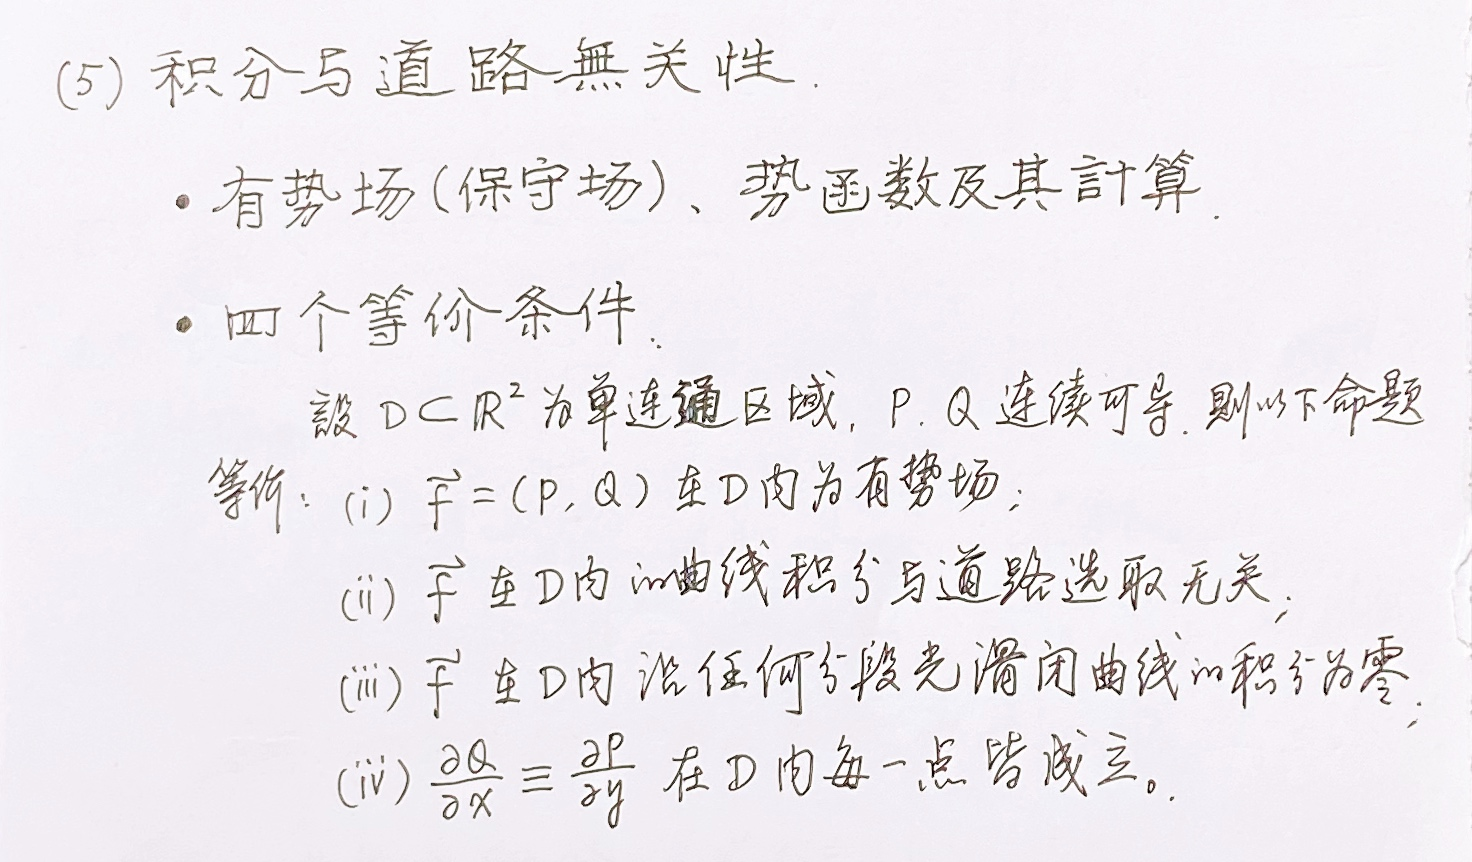 (5) 积分与道路無关性.
· 有势场(保守场)、势函数及其計算.
· 四个等价条件.
設 D⊂ℝ² 为单连通区域, P. Q 连续可导. 則以下命题
等价: (i) f⃗ = (P, Q) 在D内为有势场;
(ii) f⃗ 在D内的曲线积分与道路选取无关;
(iii) f⃗ 在D内沿任何分段光滑闭曲线的积分为零;
(iv) ∂Q/∂x ≡ ∂P/∂y 在D内每一点皆成立。